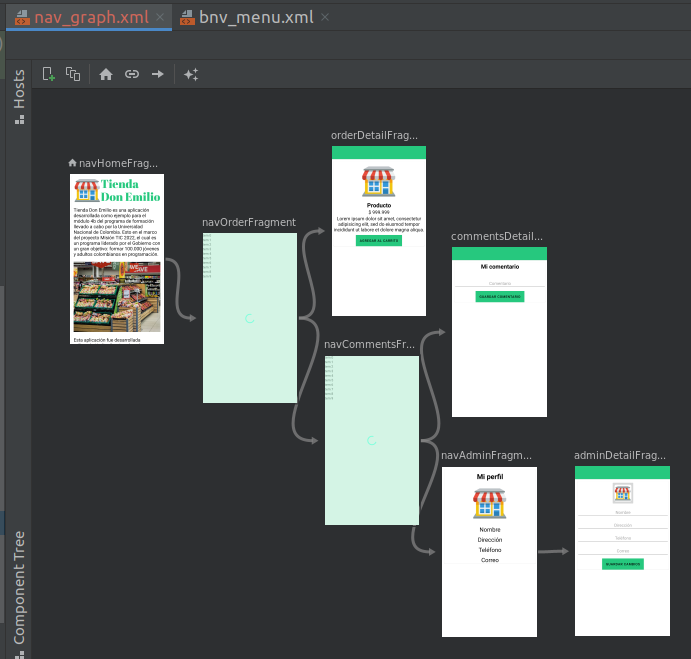 nav_graph.xml
bnv_menu.xml
Hosts
Component Tree
navHomeFrag...
Tienda
Don Emilio
Tienda Don Emilio es una aplicación
desarollada como ejemplo para el
módulo 4b del programa de formación
llevado a cabo por la Universidad
Nacional de Colombia. Esto en el marco
del proyecto Misión TIC 2022, el cual es
un programa liderado por el Gobierno con
un gran objetivo: formar 100.000 jóvenes
y adultos colombianos en programación.
Esta aplicación fue desarrollada
navOrderFragment
orderDetailFrag...
Producto
$ 999.999
Lorem ipsum dolor sit amet, consectetur
adipisicing elit, sed do eiusmod tempor
incididunt ut labore et dolore magna aliqua.
AGREGAR AL CARRITO
commentsDetail...
Mi comentario
Comentario
GUARDAR COMENTARIO
navCommentsFr...
navAdminFragm...
Mi perfil
Nombre
Dirección
Teléfono
Correo
adminDetailFrag...
Nombre
Dirección
Teléfono
Correo
GUARDAR CAMBIOS